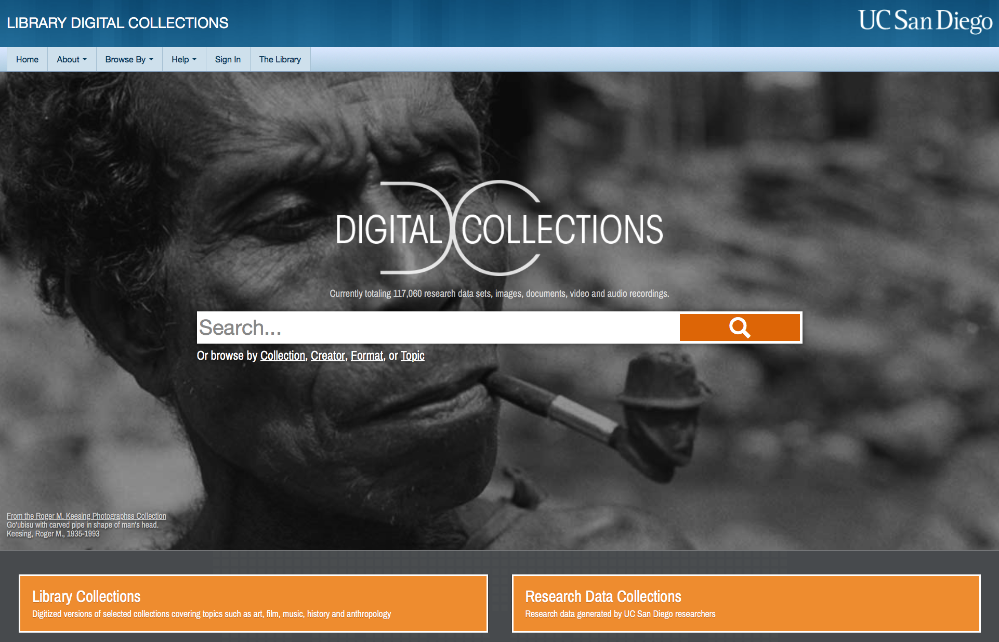 LIBRARY DIGITAL COLLECTIONS
UC San Diego
Home About Browse By Help Sign In The Library
DC
DIGITAL COLLECTIONS
Currently totaling 117,060 research data sets, images, documents, video and audio recordings.
Search...
Or browse by Collection, Creator, Format, or Topic
From the Roger M. Keesing Photographss Collection
Go'ubisu with carved pipe in shape of man's head.
Keesing, Roger M., 1935-1993
Library Collections
Digitized versions of selected collections covering topics such as art, film, music, history and anthropology
Research Data Collections
Research data generated by UC San Diego researchers